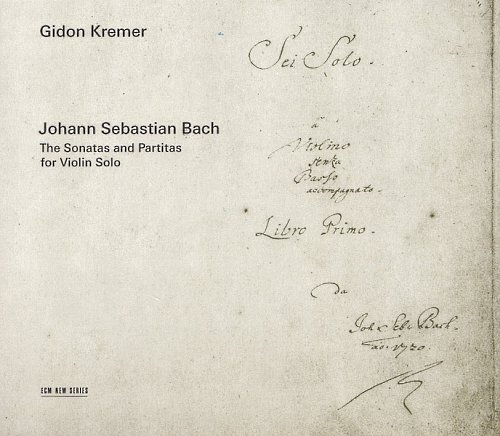 Gidon Kremer
Johann Sebastian Bach
The Sonatas and Partitas
for Violin Solo
ECM NEW SERIES
Sei Solo.
à
Violino
senza
Basso
accompagnato.
Libro Primo.
da
Joh. Seb. Bach.
ao. 1720.